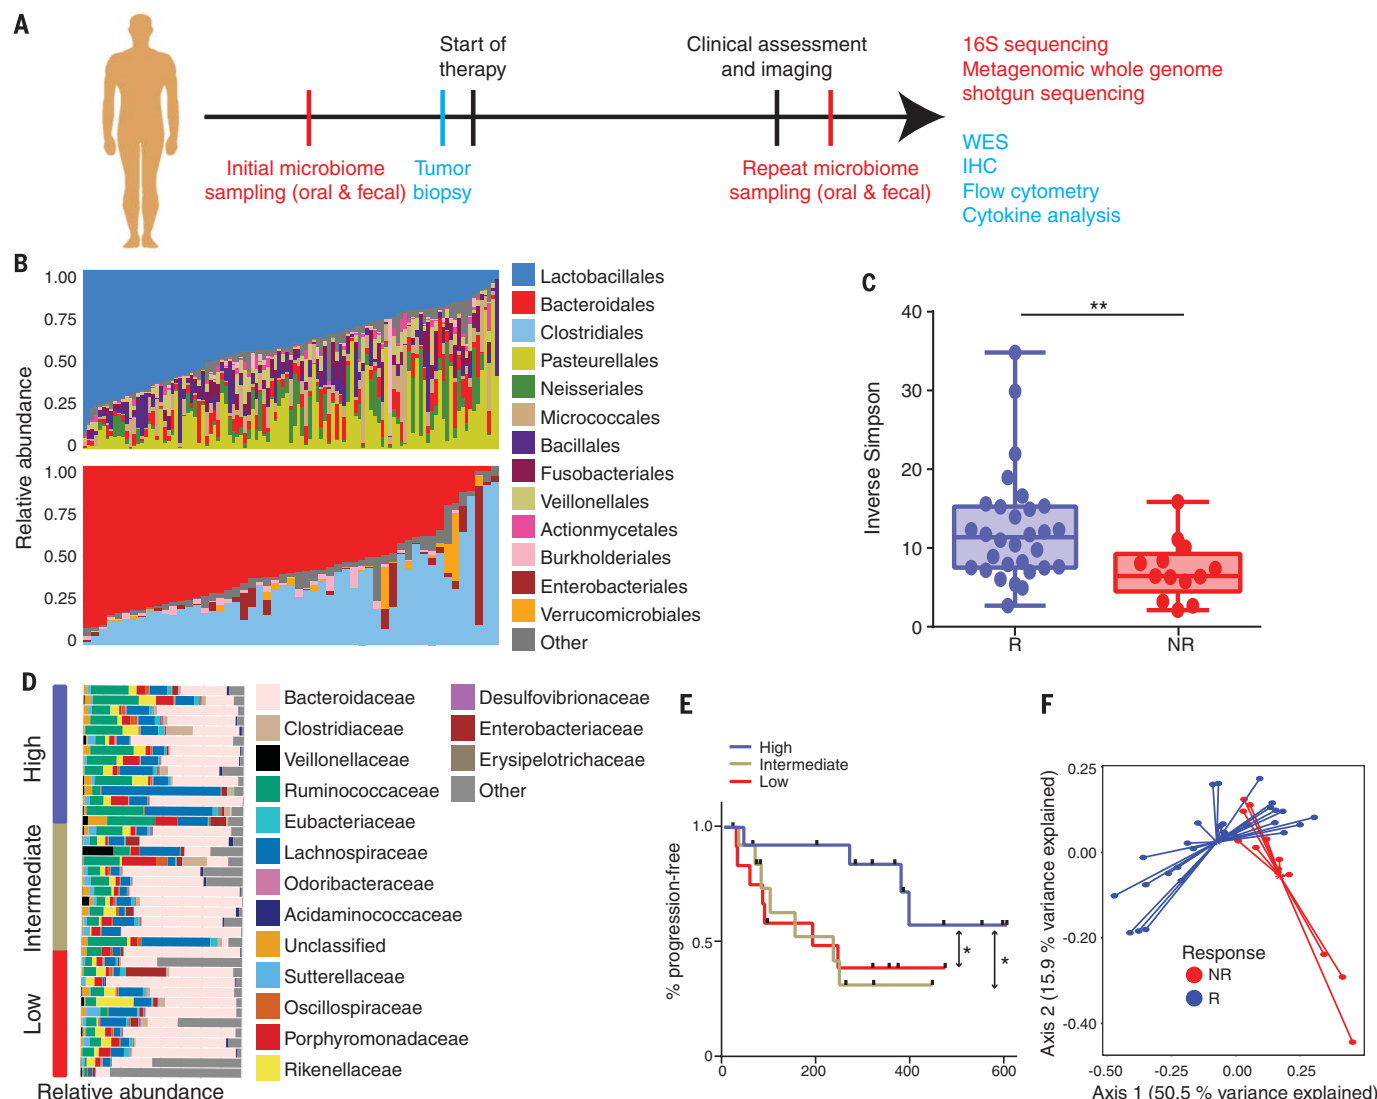 A
Start of
therapy
Clinical assessment
and imaging
Initial microbiome
sampling (oral & fecal)
Tumor
biopsy
Repeat microbiome
sampling (oral & fecal)
16S sequencing
Metagenomic whole genome
shotgun sequencing
WES
IHC
Flow cytometry
Cytokine analysis
B
Relative abundance
1.00
0.75
0.50
0.25
0
1.00
0.75
0.50
0.25
0
Lactobacillales
Bacteroidales
Clostridiales
Pasteurellales
Neisseriales
Micrococcales
Bacillales
Fusobacteriales
Veillonellales
Actionmycetales
Burkholderiales
Enterobacteriales
Verrucomicrobiales
Other
C
Inverse Simpson
40
30
20
10
0
**
R
NR
D
High
Intermediate
Low
Relative abundance
Bacteroidaceae
Clostridiaceae
Veillonellaceae
Ruminococcaceae
Eubacteriaceae
Lachnospiraceae
Odoribacteraceae
Acidaminococcaceae
Unclassified
Sutterellaceae
Oscillospiraceae
Porphyromonadaceae
Rikenellaceae
Desulfovibrionaceae
Enterobacteriaceae
Erysipelotrichaceae
Other
E
High
Intermediate
Low
% progression-free
1.0
0.5
0
0
200
400
600
*
*
F
Axis 2 (15.9 % variance explained)
0.25
0.00
-0.20
-0.40
Response
NR
R
-0.50
-0.25
0.00
0.25
Axis 1 (50.5 % variance explained)